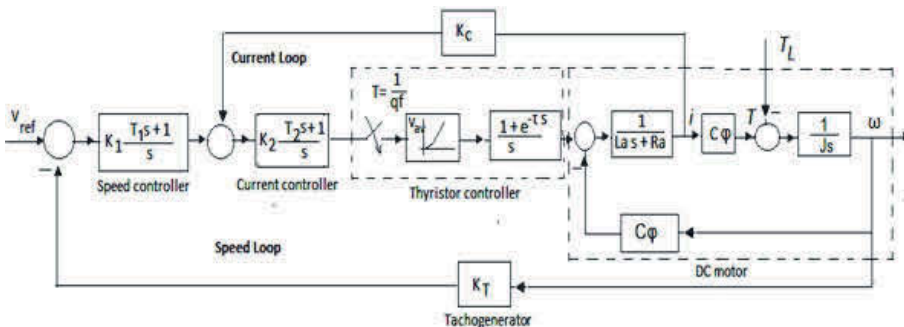 K_C
T_L
Current Loop
T= 1/qf
V_ref
K_1 (T_1s+1)/s
K_2 (T_2s+1)/s
V_av
1+e^-τs / s
1 / (La s + Ra)
i
Cφ
T
1 / Js
ω
Speed controller
Current controller
Thyristor controller
Cφ
Speed Loop
DC motor
K_T
Tachogenerator